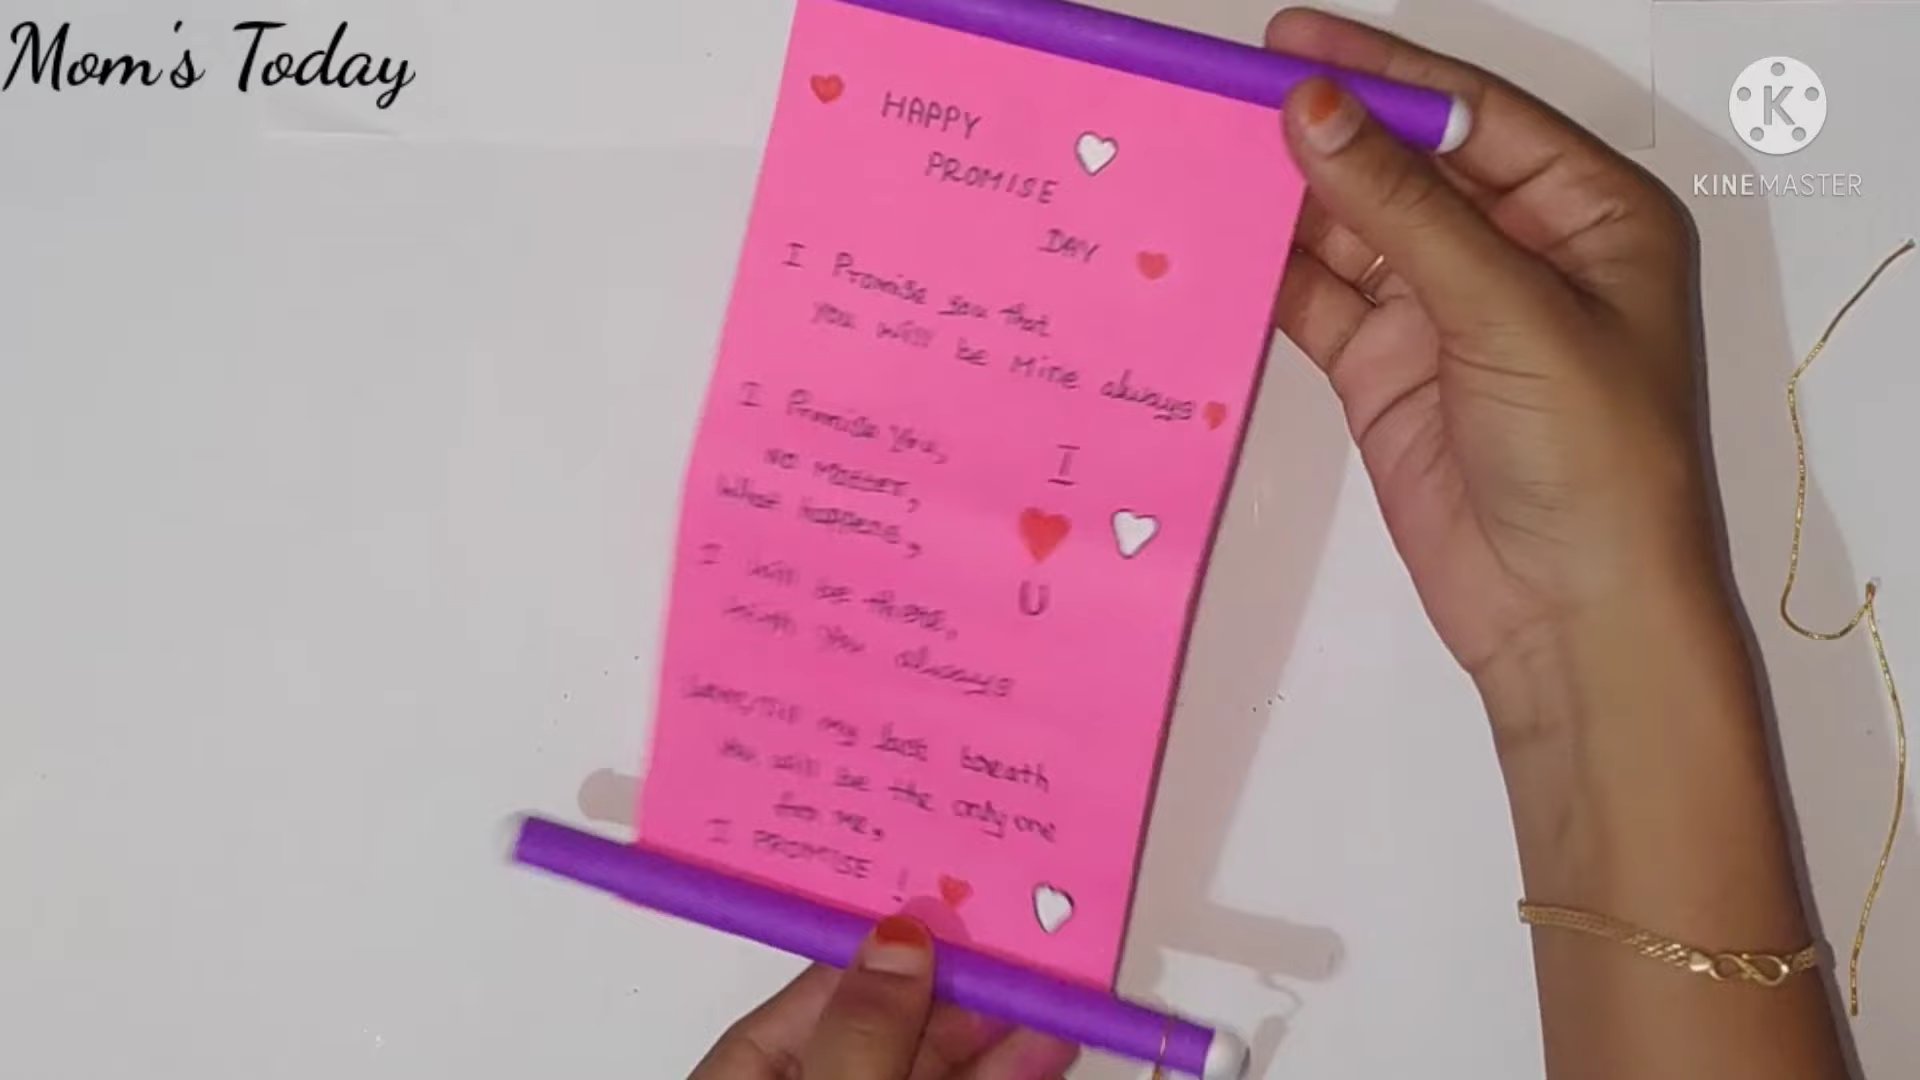 Mom's Today
KINEMASTER
HAPPY
PROMISE
DAY
I Promise you that
you will be Mine always
I Promise you,
no matter,
what happens,
I
U
I will be there,
with you always
my last breath
You will be the only one
for me,
I PROMISE !